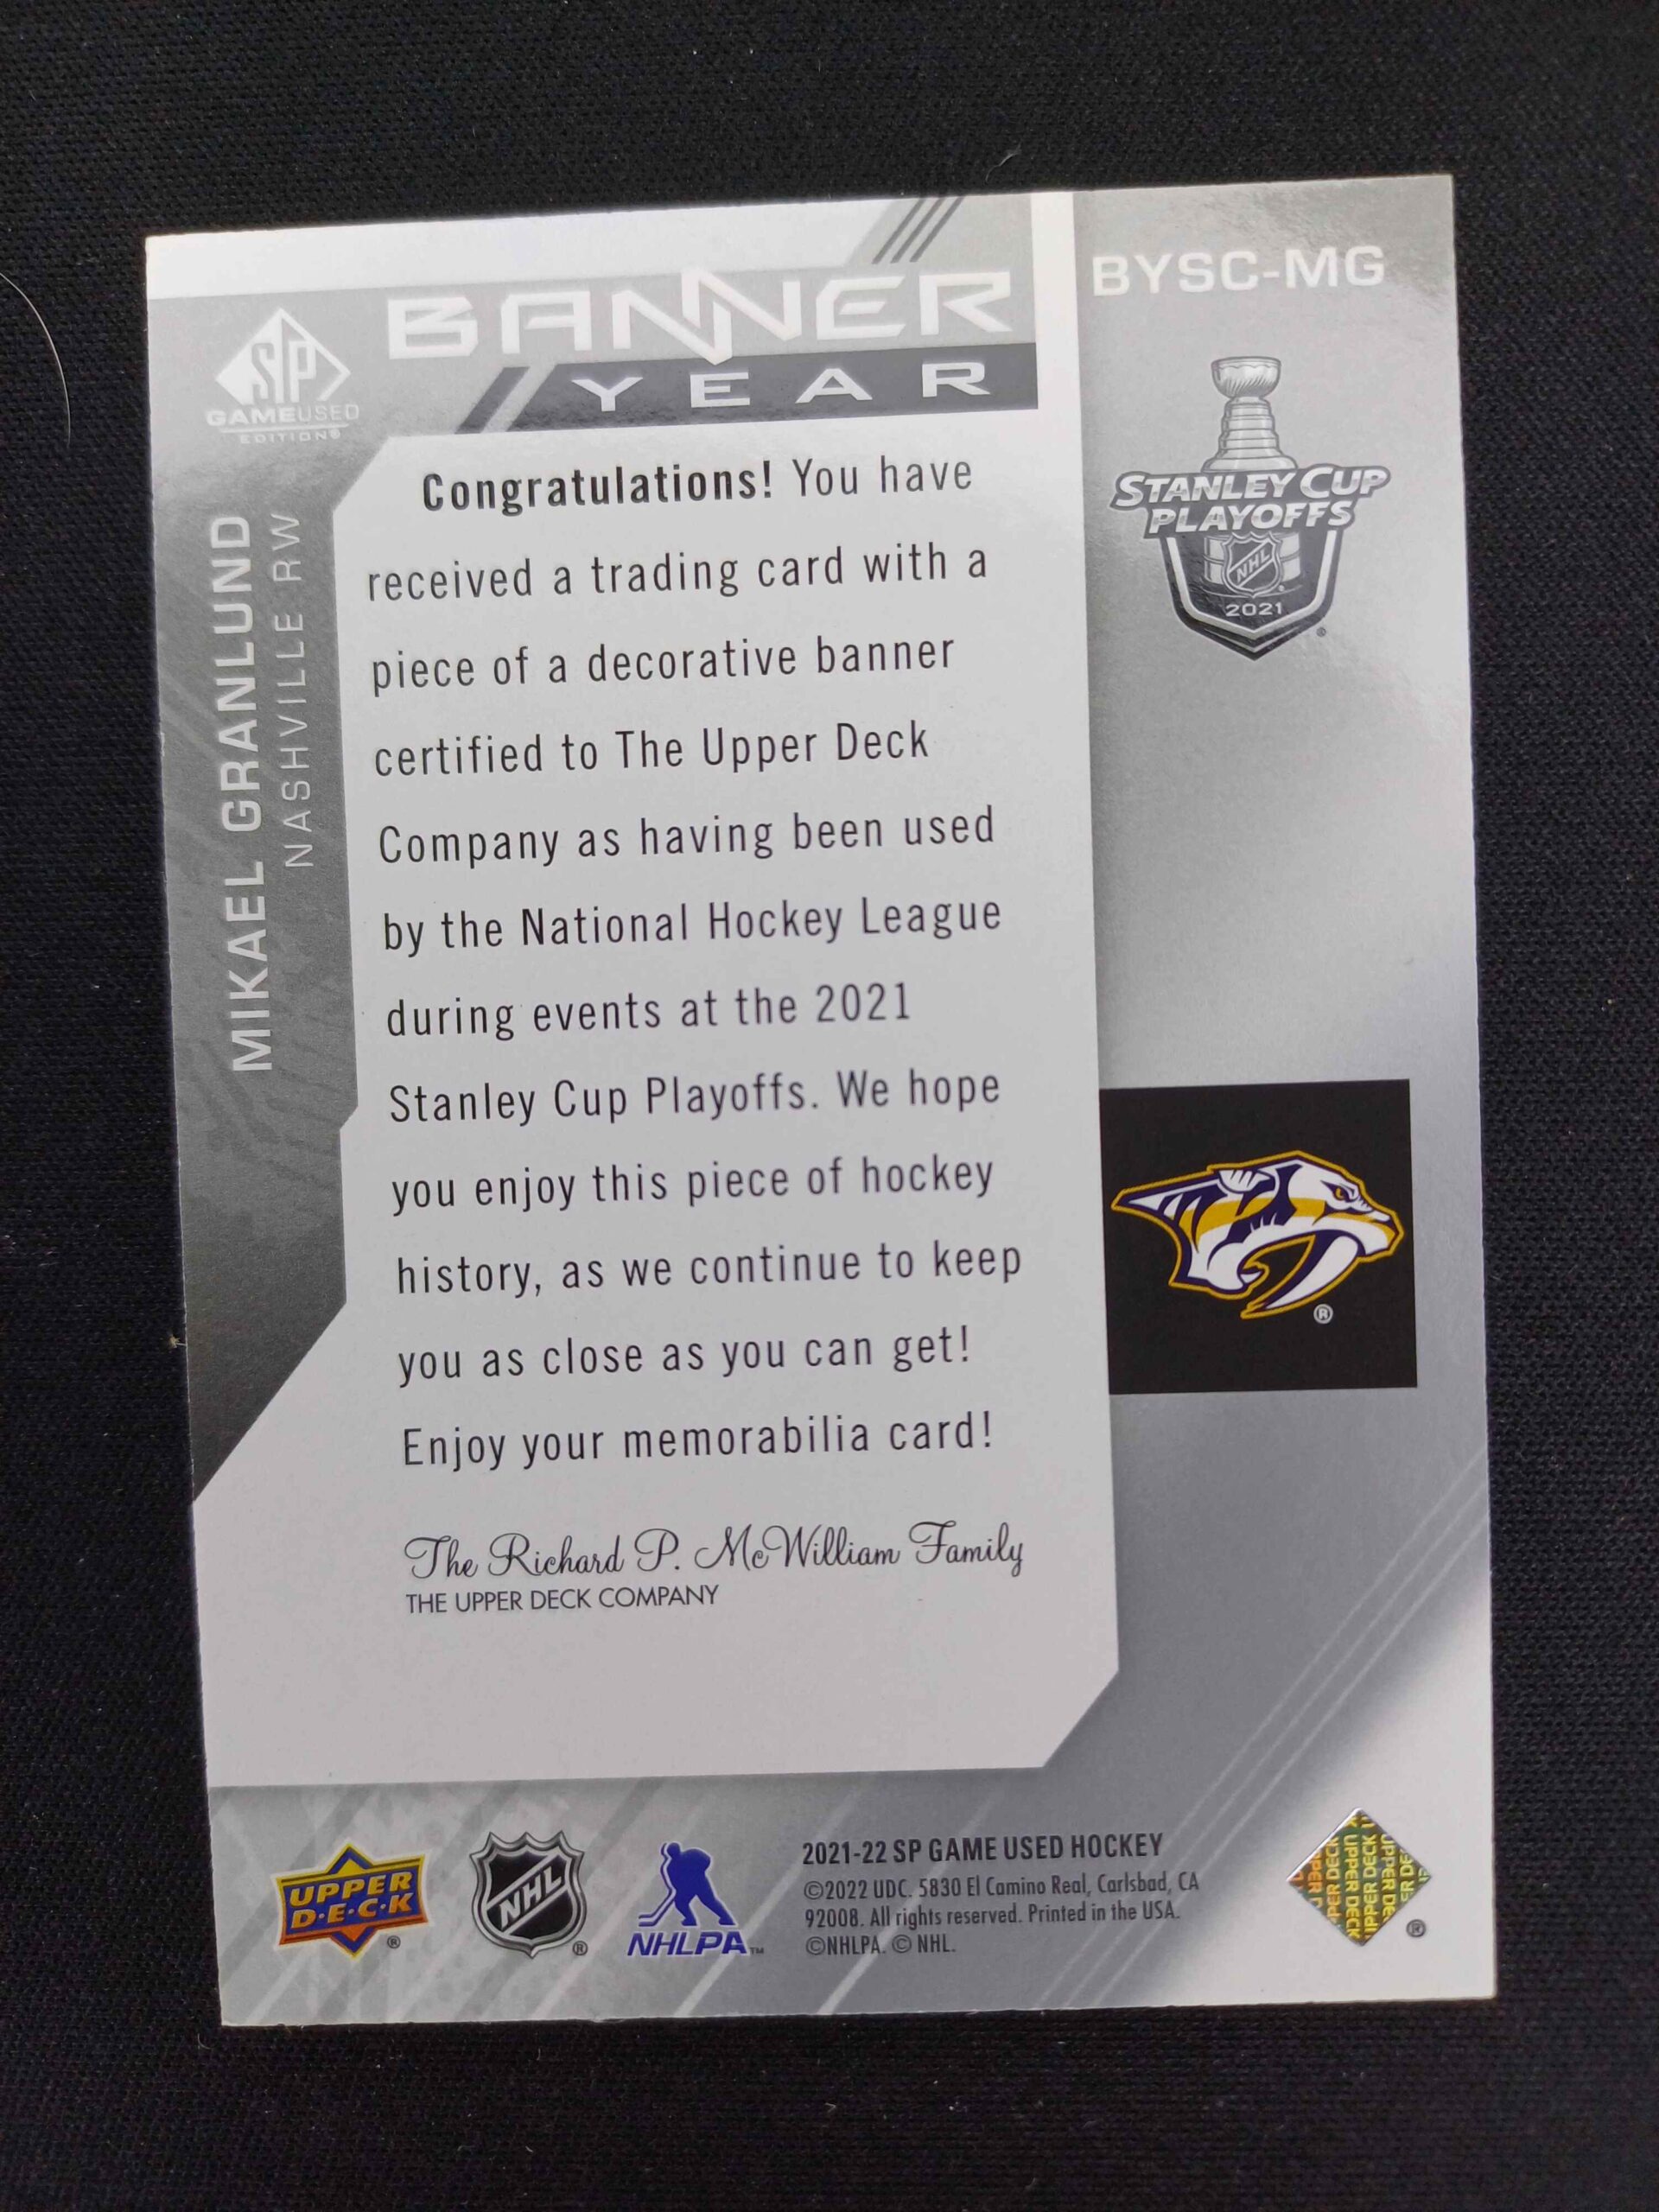 BANNER
YEAR
BYSC-MG
SP
GAMEUSED
EDITION®
MIKAEL GRANLUND
NASHVILLE RW
Congratulations! You have
received a trading card with a
piece of a decorative banner
certified to The Upper Deck
Company as having been used
by the National Hockey League
during events at the 2021
Stanley Cup Playoffs. We hope
you enjoy this piece of hockey
history, as we continue to keep
you as close as you can get!
Enjoy your memorabilia card!
The Richard P. McWilliam Family
THE UPPER DECK COMPANY
STANLEY CUP
PLAYOFFS
NHL
2021
®
®
UPPER
D·E·C·K
®
NHL
®
NHLPA™
2021-22 SP GAME USED HOCKEY
©2022 UDC. 5830 El Camino Real, Carlsbad, CA
92008. All rights reserved. Printed in the USA.
©NHLPA. © NHL.
UPPER DECK
®